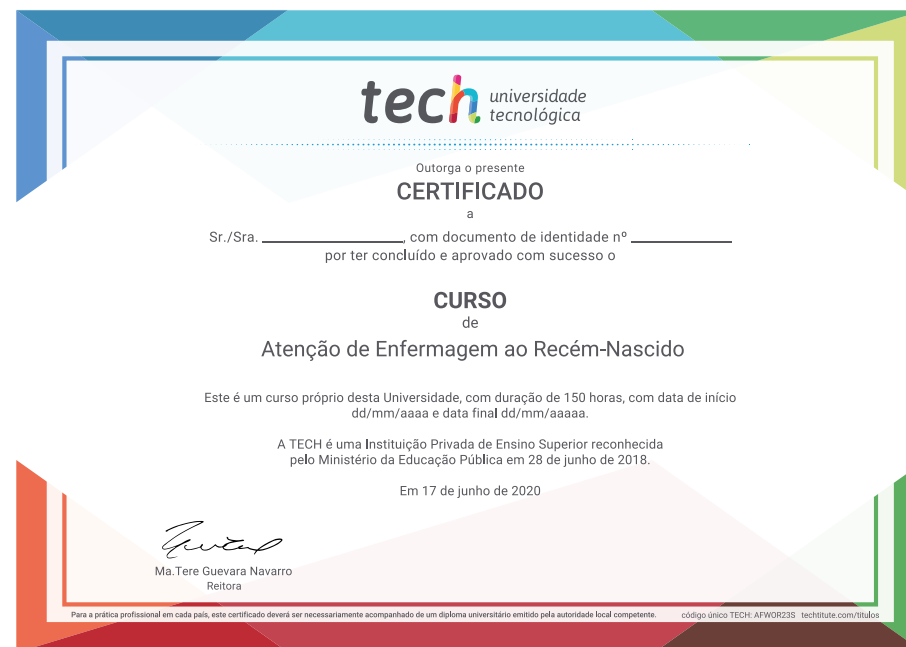 tech universidade
tecnológica
Outorga o presente
CERTIFICADO
a
Sr./Sra. ____________, com documento de identidade nº ____________
por ter concluído e aprovado com sucesso o
CURSO
de
Atenção de Enfermagem ao Recém-Nascido
Este é um curso próprio desta Universidade, com duração de 150 horas, com data de início
dd/mm/aaaa e data final dd/mm/aaaaa.
A TECH é uma Instituição Privada de Ensino Superior reconhecida
pelo Ministério da Educação Pública em 28 de junho de 2018.
Em 17 de junho de 2020
Ma.Tere Guevara Navarro
Reitora
Para a prática profissional em cada país, este certificado deverá ser necessariamente acompanhado de um diploma universitário emitido pela autoridade local competente. código único TECH: AFWOR23S techtitute.com/títulos